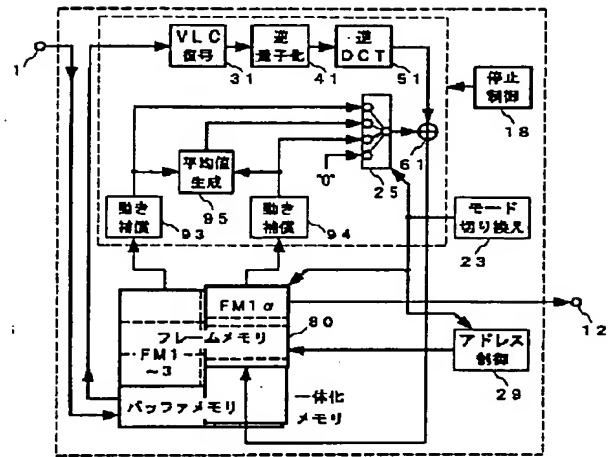 1
VLC
復号
31
逆
量子化
41
逆
DCT
51
停止
制御
18
平均値
生成
95
"0"
25
61
動き
補償
93
動き
補償
94
モード
切り換え
23
FM1α
フレームメモリ
80
FM1
~3
12
アドレス
制御
29
バッファメモリ
一体化
メモリ